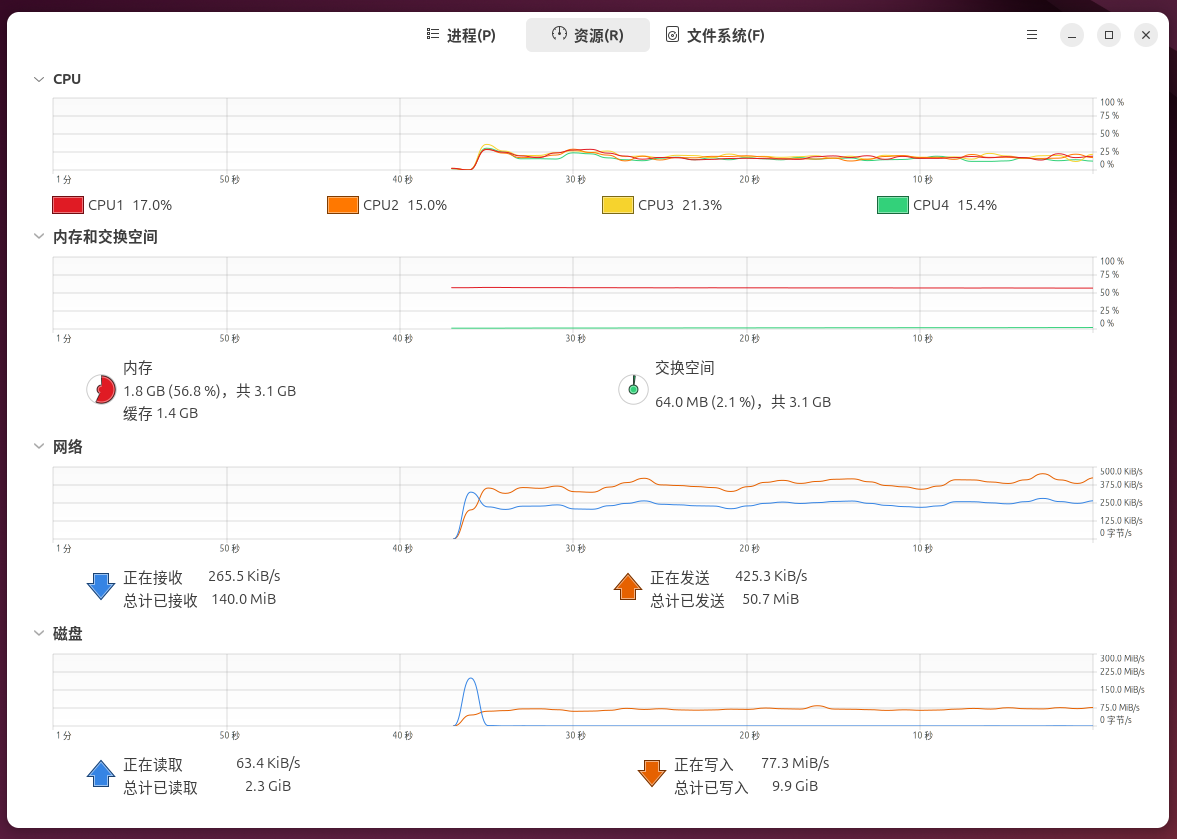 进程(P) 资源(R) 文件系统(F)
CPU
100 %
75 %
50 %
25 %
0 %
1 分 50 秒 40 秒 30 秒 20 秒 10 秒
CPU1 17.0% CPU2 15.0% CPU3 21.3% CPU4 15.4%
内存和交换空间
100 %
75 %
50 %
25 %
0 %
1 分 50 秒 40 秒 30 秒 20 秒 10 秒
内存
1.8 GB (56.8 %)，共 3.1 GB
缓存 1.4 GB
交换空间
64.0 MB (2.1 %)，共 3.1 GB
网络
500.0 KiB/s
375.0 KiB/s
250.0 KiB/s
125.0 KiB/s
0 字节/s
1 分 50 秒 40 秒 30 秒 20 秒 10 秒
正在接收 265.5 KiB/s
总计已接收 140.0 MiB
正在发送 425.3 KiB/s
总计已发送 50.7 MiB
磁盘
300.0 MiB/s
225.0 MiB/s
150.0 MiB/s
75.0 MiB/s
0 字节/s
1 分 50 秒 40 秒 30 秒 20 秒 10 秒
正在读取 63.4 KiB/s
总计已读取 2.3 GiB
正在写入 77.3 MiB/s
总计已写入 9.9 GiB